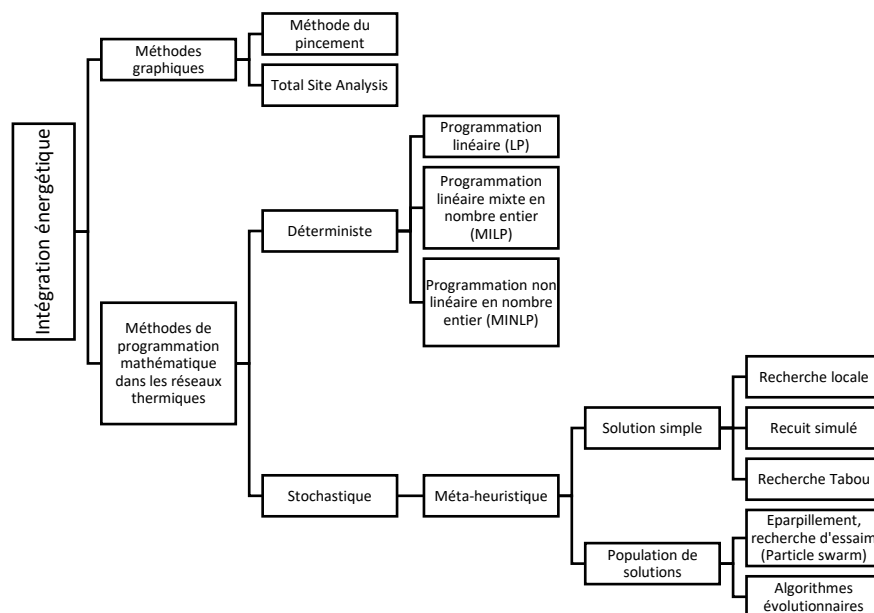 Intégration énergétique
Méthodes
graphiques
Méthode du
pincement
Total Site Analysis
Méthodes de
programmation
mathématique
dans les réseaux
thermiques
Déterministe
Programmation
linéaire (LP)
Programmation
linéaire mixte en
nombre entier
(MILP)
Programmation non
linéaire en nombre
entier (MINLP)
Stochastique
Méta-heuristique
Solution simple
Recherche locale
Recuit simulé
Recherche Tabou
Population de
solutions
Eparpillement,
recherche d'essaim
(Particle swarm)
Algorithmes
évolutionnaires